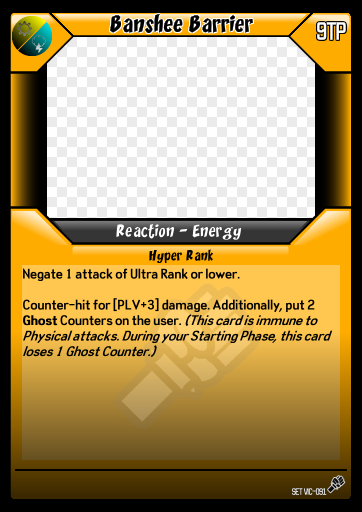 Banshee Barrier
9TP
Reaction - Energy
Hyper Rank
Negate 1 attack of Ultra Rank or lower.
Counter-hit for [PLV+3] damage. Additionally, put 2
Ghost Counters on the user. (This card is immune to
Physical attacks. During your Starting Phase, this card
loses 1 Ghost Counter.)
SET VIC-091